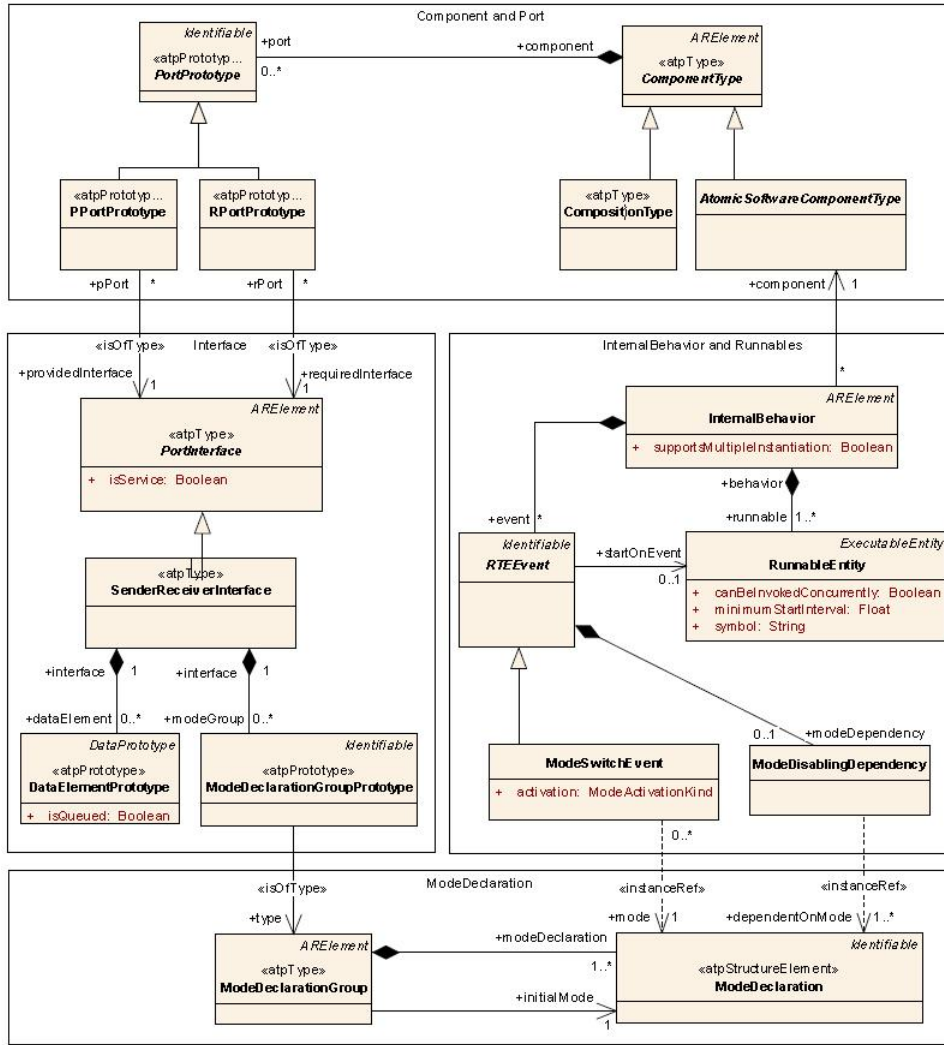 Component and Port
Identifiable
«atpPrototyp...
PortPrototype
+port
0..*
+component
ARElement
«atpType»
ComponentType
«atpPrototyp...
PPortPrototype
«atpPrototyp...
RPortPrototype
«atpType»
CompositionType
AtomicSoftwareComponentType
+pPort *
+rPort *
+component 1
«isOfType» Interface «isOfType»
+providedInterface 1
+requiredInterface
1
ARElement
«atpType»
PortInterface
+ isService: Boolean
«atpType»
SenderReceiverInterface
+interface 1
+interface 1
+dataElement 0..*
+modeGroup 0..*
DataPrototype
«atpPrototype»
DataElementPrototype
+ isQueued: Boolean
Identifiable
«atpPrototype»
ModeDeclarationGroupPrototype
InternalBehavior and Runnables
*
ARElement
InternalBehavior
+ supportsMultipleInstantiation: Boolean
+behavior
+runnable 1..*
+event *
Identifiable
RTEEvent
+startOnEvent
0..1
ExecutableEntity
RunnableEntity
+ canBeInvokedConcurrently: Boolean
+ minimumStartInterval: Float
+ symbol: String
0..1 +modeDependency
ModeSwitchEvent
+ activation: ModeActivationKind
ModeDisablingDependency
0..*
«isOfType»
ModeDeclaration
«instanceRef»
«instanceRef»
+type
+mode 1
+dependentOnMode 1..*
ARElement
«atpType»
ModeDeclarationGroup
+modeDeclaration
1..*
+initialMode
1
Identifiable
«atpStructureElement»
ModeDeclaration